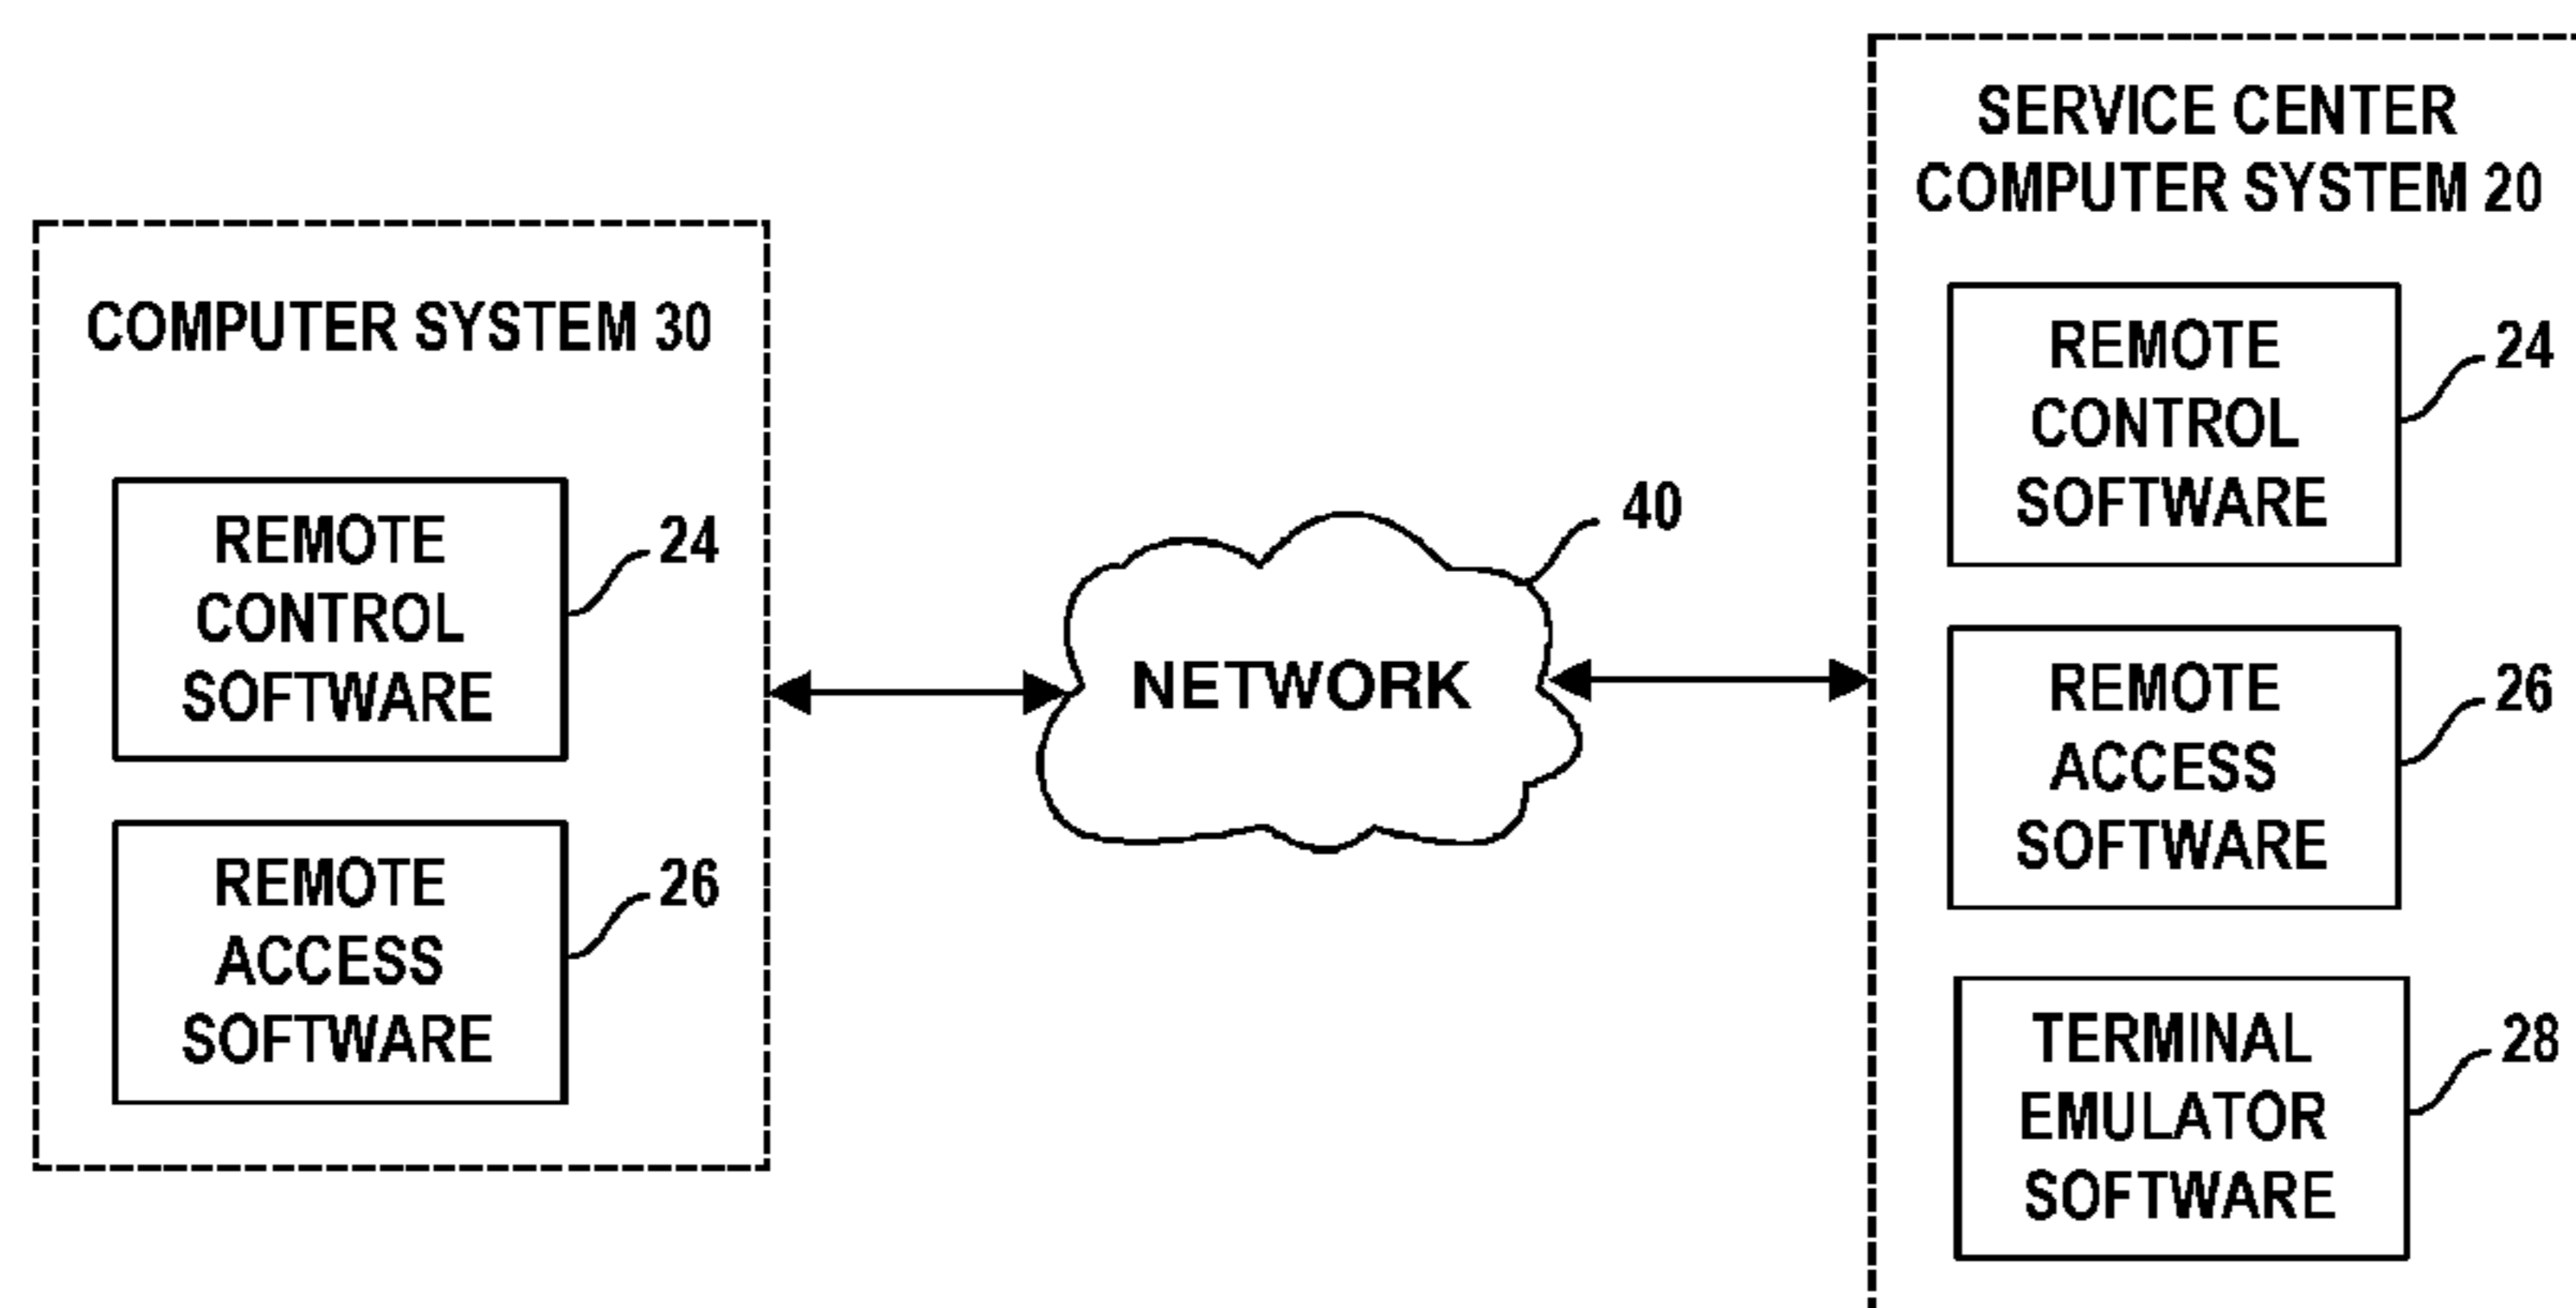 COMPUTER SYSTEM 30
REMOTE
CONTROL
SOFTWARE
24
REMOTE
ACCESS
SOFTWARE
26
NETWORK
40
SERVICE CENTER
COMPUTER SYSTEM 20
REMOTE
CONTROL
SOFTWARE
24
REMOTE
ACCESS
SOFTWARE
26
TERMINAL
EMULATOR
SOFTWARE
28